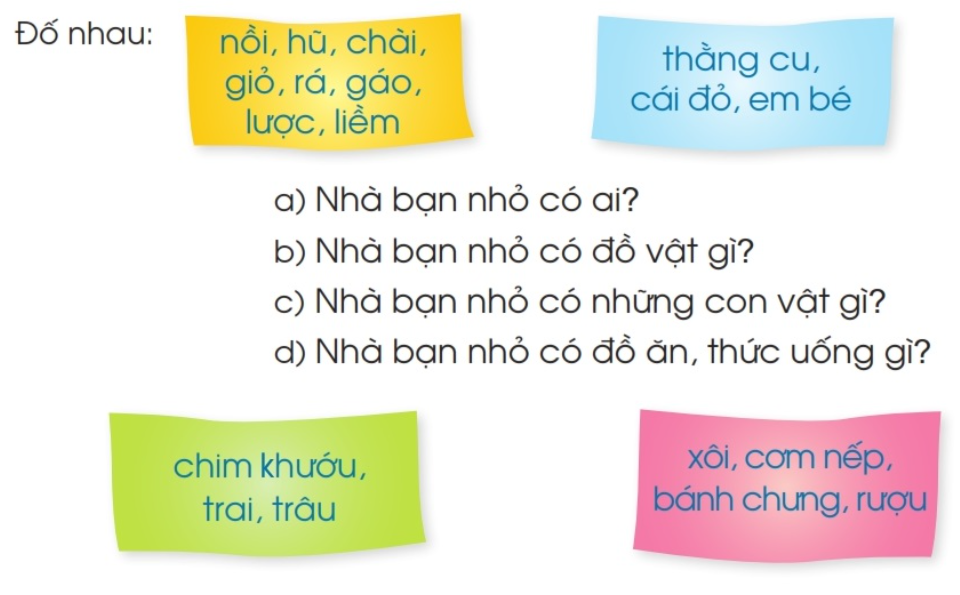 Đố nhau:
nồi, hũ, chài,
giỏ, rá, gáo,
lược, liềm
thằng cu,
cái đỏ, em bé
a) Nhà bạn nhỏ có ai?
b) Nhà bạn nhỏ có đồ vật gì?
c) Nhà bạn nhỏ có những con vật gì?
d) Nhà bạn nhỏ có đồ ăn, thức uống gì?
chim khướu,
trai, trâu
xôi, cơm nếp,
bánh chưng, rượu